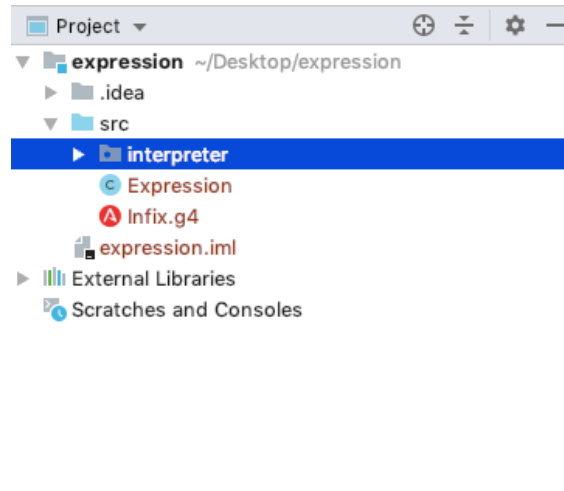 Project
expression ~/Desktop/expression
.idea
src
interpreter
C Expression
Infix.g4
expression.iml
External Libraries
Scratches and Consoles